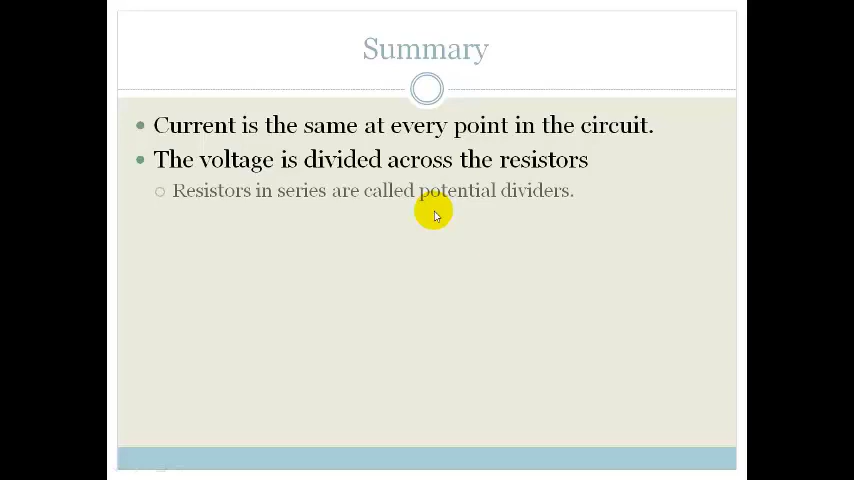 Summary
Current is the same at every point in the circuit.
The voltage is divided across the resistors
Resistors in series are called potential dividers.